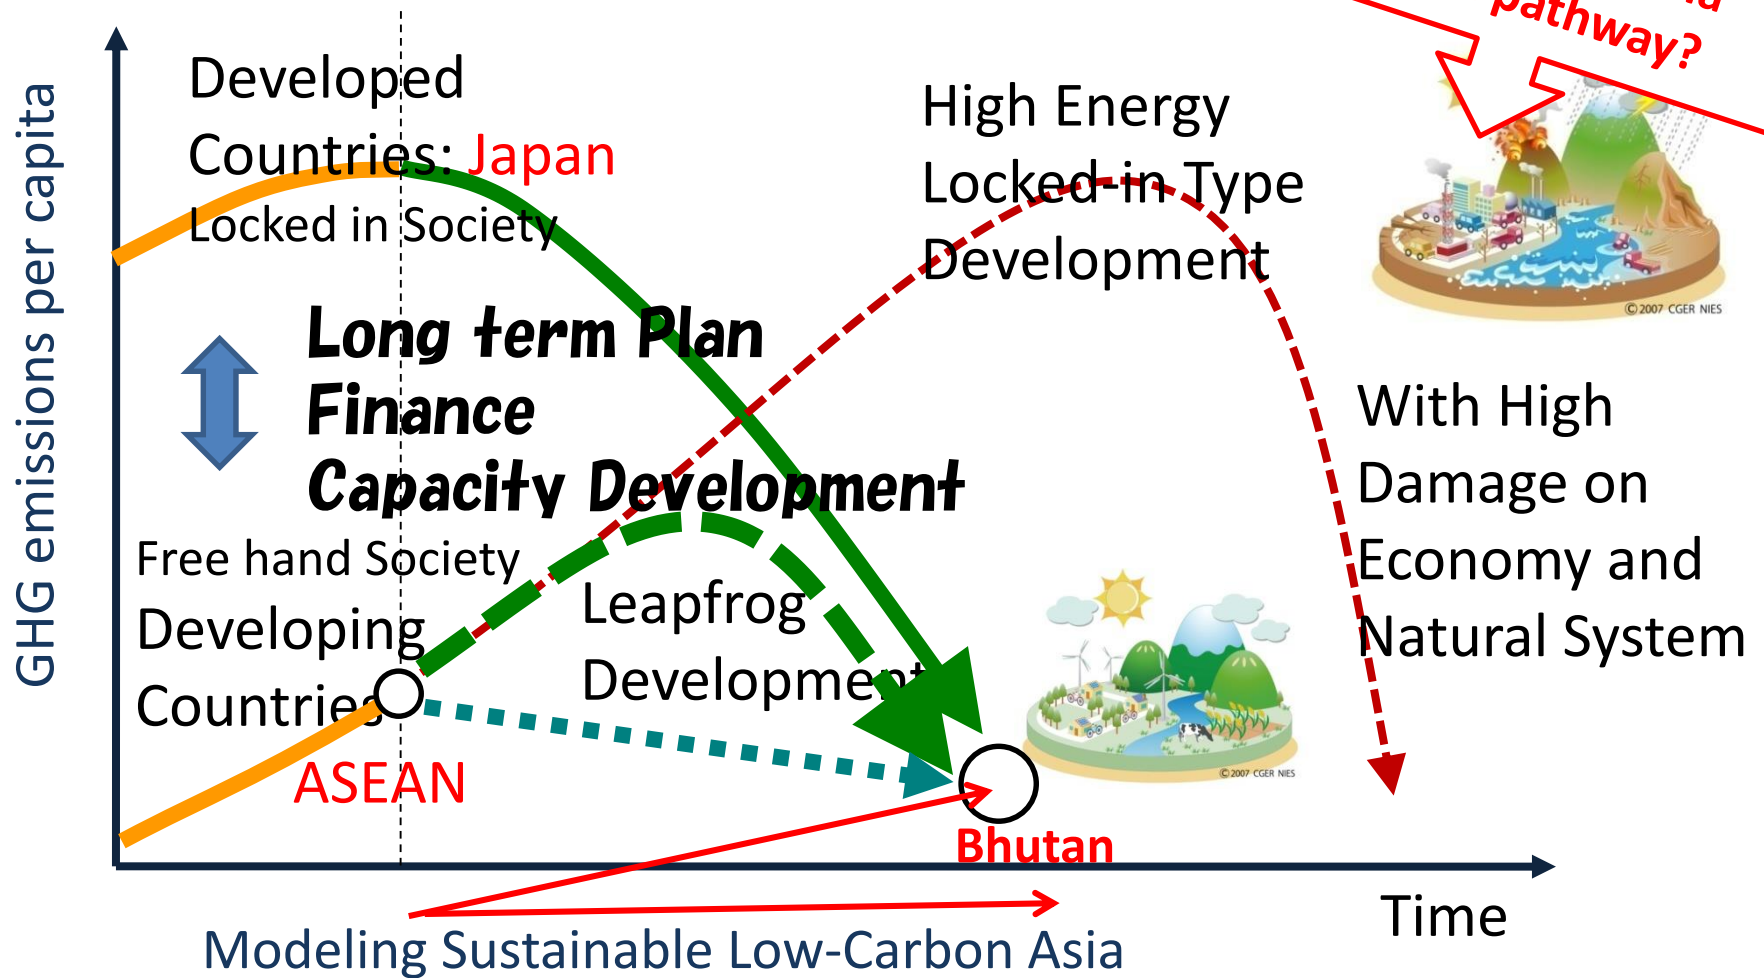 pathway?
Developed
Countries: Japan
Locked in Society
High Energy
Locked-in Type
Development
©2007 CGER NIES
GHG emissions per capita
Long term Plan
Finance
Capacity Development
With High
Damage on
Economy and
Natural System
Free hand Society
Developing
Countries
Leapfrog
Development
©2007 CGER NIES
ASEAN
Bhutan
Time
Modeling Sustainable Low-Carbon Asia